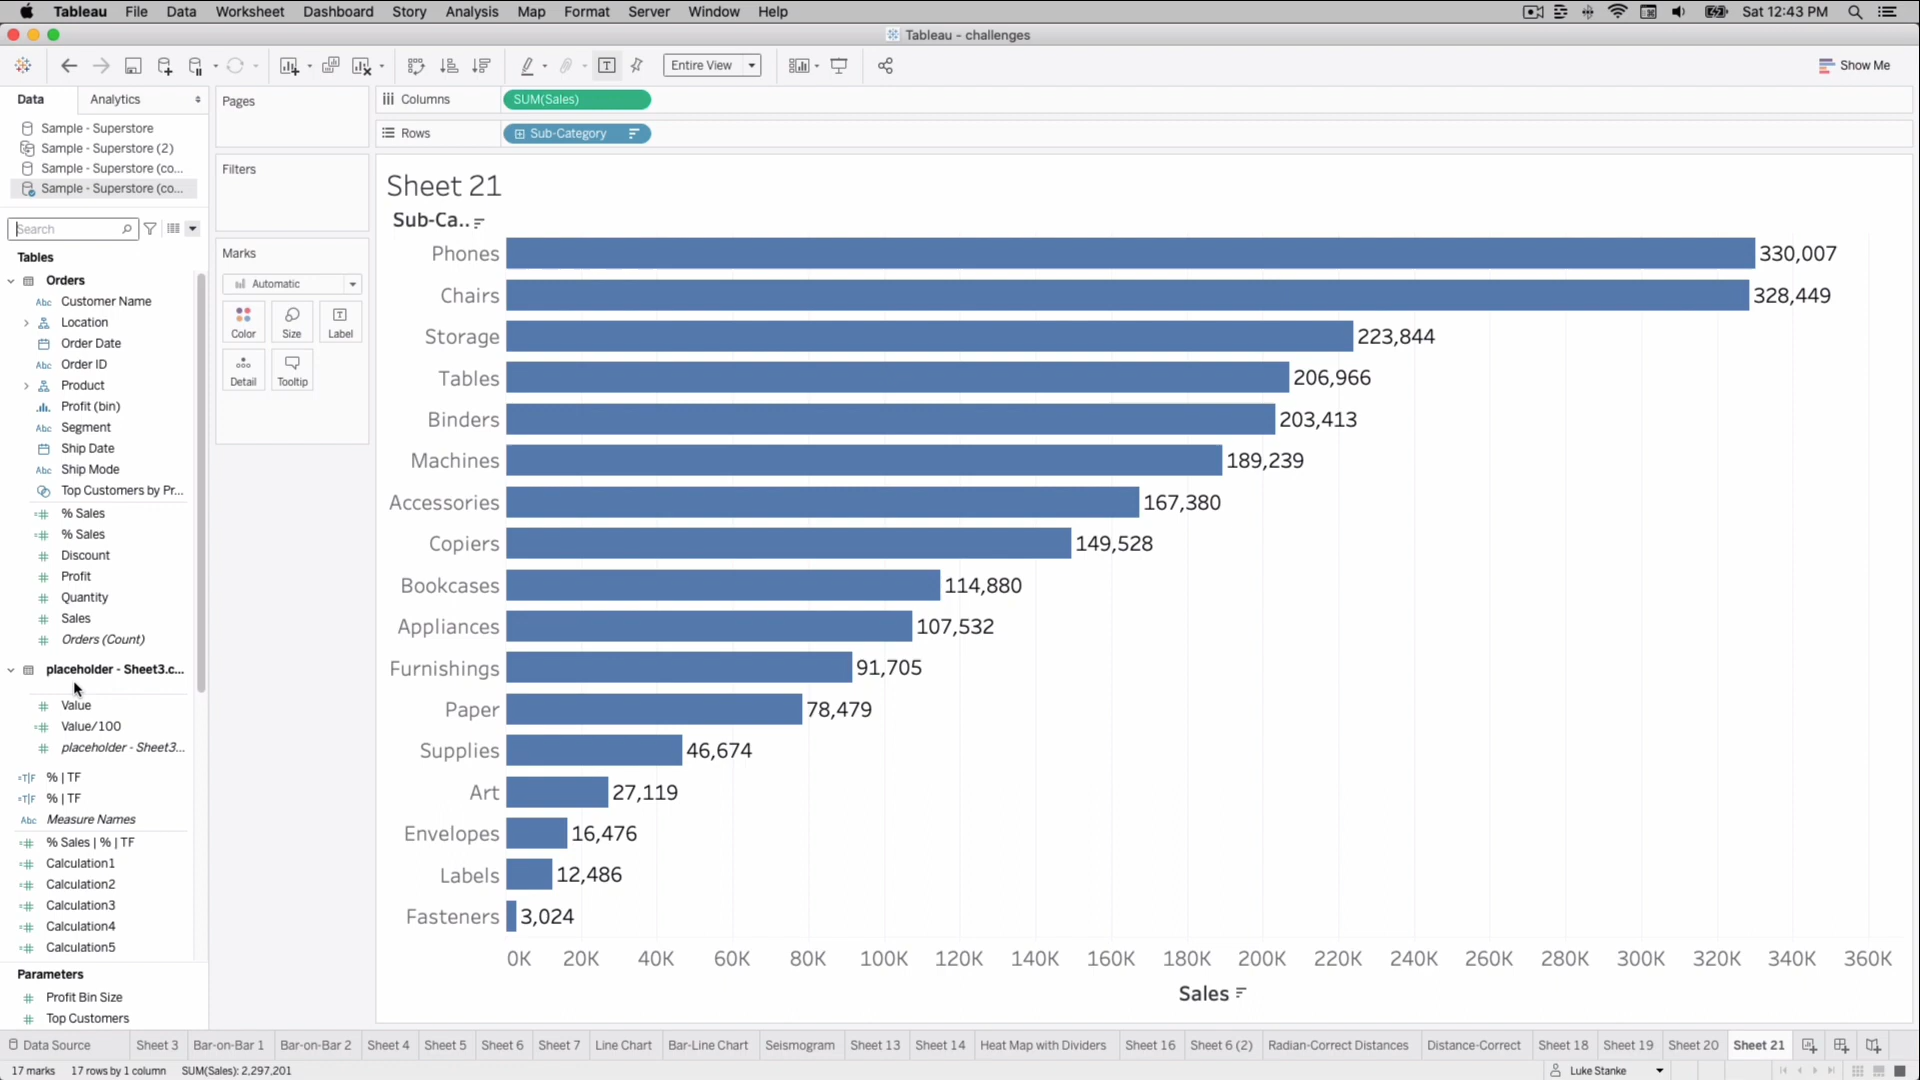 Tableau File Data Worksheet Dashboard Story Analysis Map Format Server Window Help Sat 12:43 PM
Tableau - challenges
Entire View Show Me
Data Analytics
Sample - Superstore
Sample - Superstore (2)
Sample - Superstore (co...
Sample - Superstore (co...
Search
Tables
Orders
Abc Customer Name
Location
Order Date
Abc Order ID
Product
Profit (bin)
Abc Segment
Ship Date
Abc Ship Mode
Top Customers by Pr...
=# % Sales
=# % Sales
# Discount
# Profit
# Quantity
# Sales
# Orders (Count)
placeholder - Sheet3.c...
# Value
=# Value/100
# placeholder - Sheet3...
=T|F % | TF
=T|F % | TF
Abc Measure Names
=# % Sales | % | TF
=# Calculation1
=# Calculation2
=# Calculation3
=# Calculation4
=# Calculation5
Parameters
# Profit Bin Size
# Top Customers
Pages
Filters
Marks
Automatic
Color Size Label
Detail Tooltip
Columns SUM(Sales)
Rows Sub-Category
Sheet 21
Sub-Ca..
Phones 330,007
Chairs 328,449
Storage 223,844
Tables 206,966
Binders 203,413
Machines 189,239
Accessories 167,380
Copiers 149,528
Bookcases 114,880
Appliances 107,532
Furnishings 91,705
Paper 78,479
Supplies 46,674
Art 27,119
Envelopes 16,476
Labels 12,486
Fasteners 3,024
0K 20K 40K 60K 80K 100K 120K 140K 160K 180K 200K 220K 240K 260K 280K 300K 320K 340K 360K
Sales
Data Source Sheet 3 Bar-on-Bar 1 Bar-on-Bar 2 Sheet 4 Sheet 5 Sheet 6 Sheet 7 Line Chart Bar-Line Chart Seismogram Sheet 13 Sheet 14 Heat Map with Dividers Sheet 16 Sheet 6 (2) Radian-Correct Distances Distance-Correct Sheet 18 Sheet 19 Sheet 20 Sheet 21
17 marks 17 rows by 1 column SUM(Sales): 2,297,201 Luke Stanke